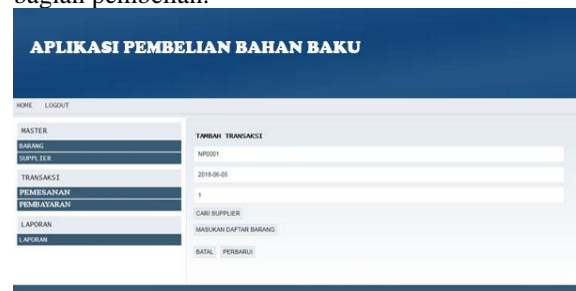 bagian pembelian.
APLIKASI PEMBELIAN BAHAN BAKU
HOME LOGOUT
MASTER
BARANG
SUPPLIER
TRANSAKSI
PEMESANAN
PEMBAYARAN
LAPORAN
LAPORAN
TAMBAH TRANSAKSI
NP0001
2018-06-05
1
CARI SUPPLIER
MASUKAN DAFTAR BARANG
BATAL PERBARUI